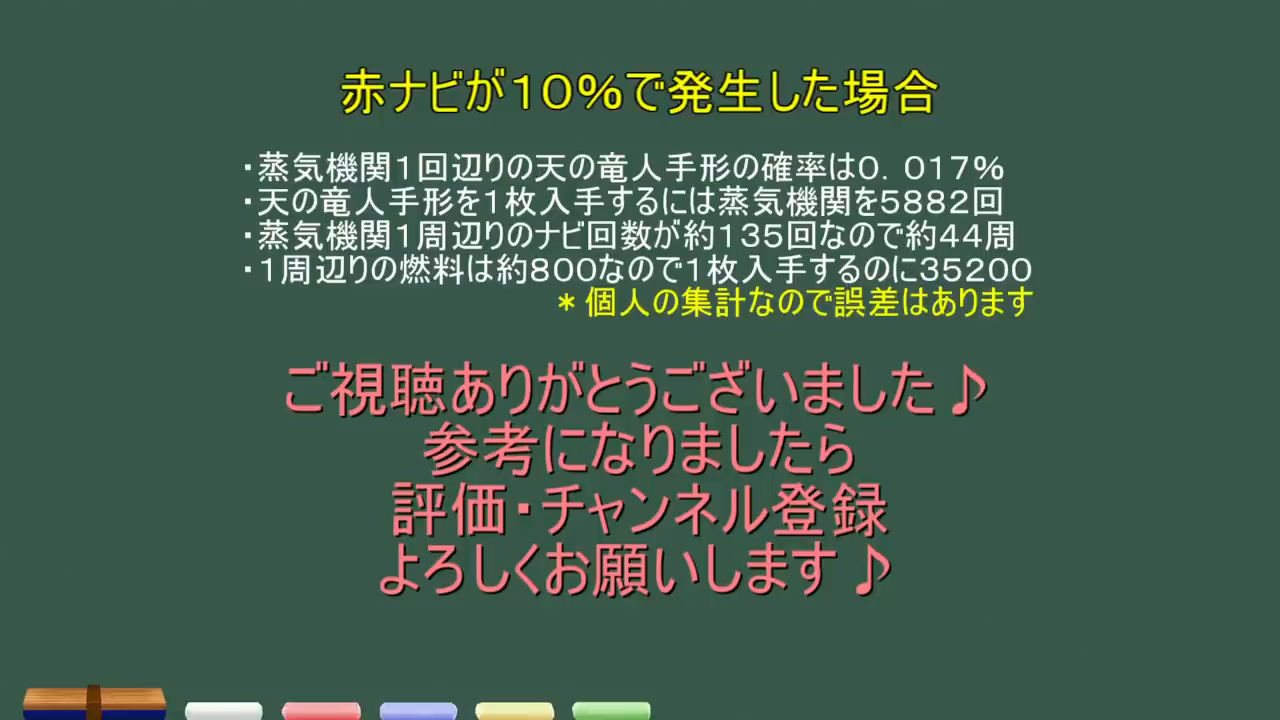 赤ナビが１０％で発生した場合
・蒸気機関１回辺りの天の竜人手形の確率は０．０１７％
・天の竜人手形を１枚入手するには蒸気機関を５８８２回
・蒸気機関１周辺りのナビ回数が約１３５回なので約４４周
・１周辺りの燃料は約８００なので１枚入手するのに３５２００
＊個人の集計なので誤差はあります
ご視聴ありがとうございました♪
参考になりましたら
評価・チャンネル登録
よろしくお願いします♪